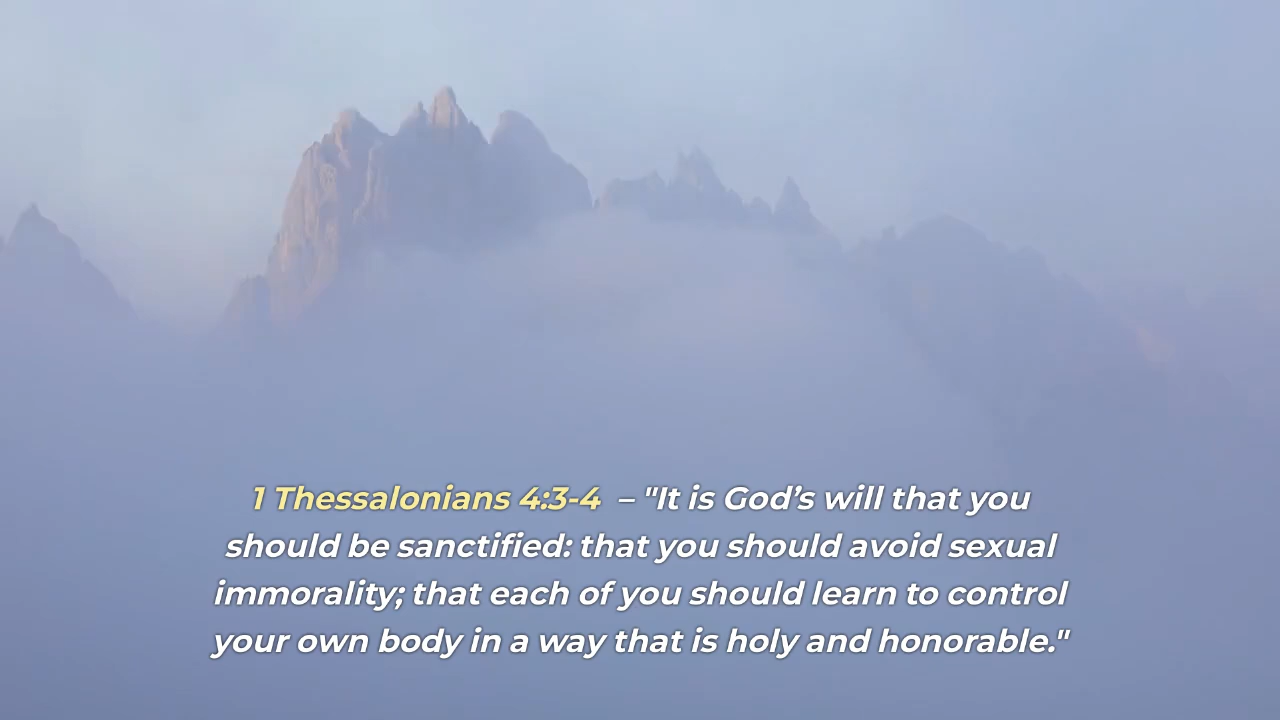 1 Thessalonians 4:3-4 – "It is God’s will that you
should be sanctified: that you should avoid sexual
immorality; that each of you should learn to control
your own body in a way that is holy and honorable."